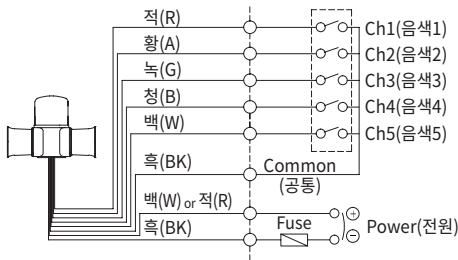 적(R)
Ch1(음색1)
황(A)
Ch2(음색2)
녹(G)
Ch3(음색3)
청(B)
Ch4(음색4)
백(W)
Ch5(음색5)
흑(BK)
Common
(공통)
백(W) or 적(R)
흑(BK)
Fuse
+
Power(전원)
−